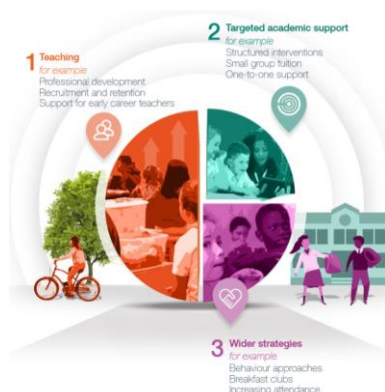 1 Teaching
for example
Professional development
Recruitment and retention
Support for early career teachers
2 Targeted academic support
for example
Structured interventions
Small group tuition
One-to-one support
3 Wider strategies
for example
Behaviour approaches
Breakfast clubs
Increasing attendance